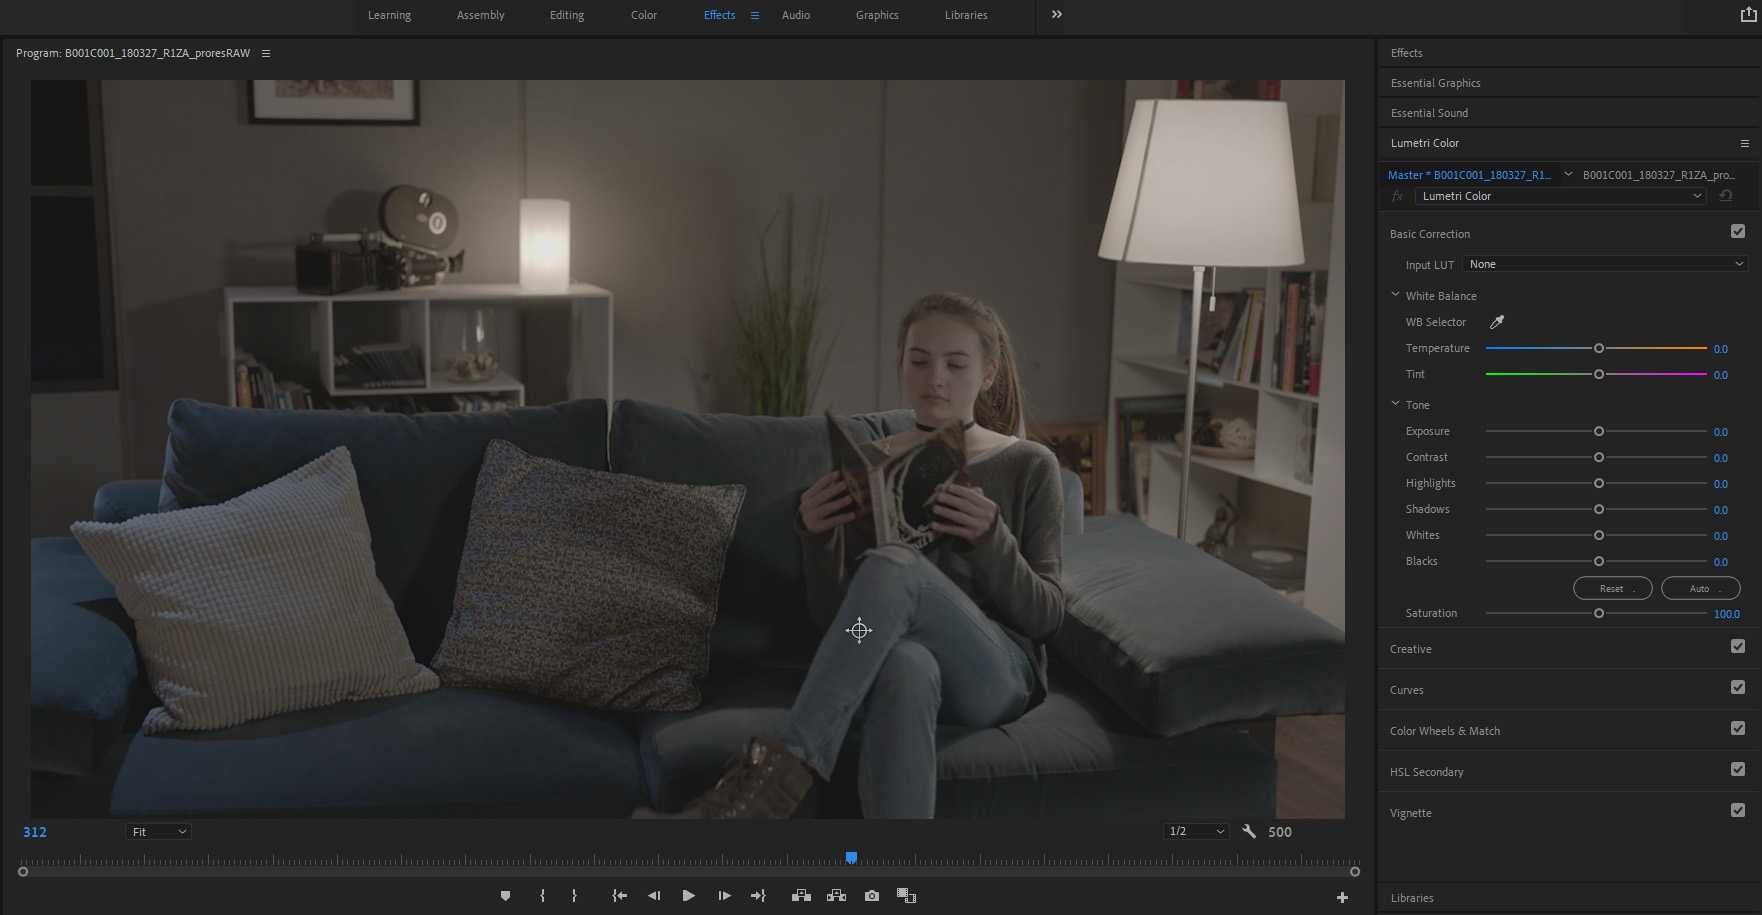 Learning Assembly Editing Color Effects Audio Graphics Libraries
Program: B001C001_180327_R1ZA_proresRAW
312
Fit
1/2
500
Effects
Essential Graphics
Essential Sound
Lumetri Color
Master * B001C001_180327_R1... B001C001_180327_R1ZA_pro...
fx Lumetri Color
Basic Correction
Input LUT None
White Balance
WB Selector
Temperature 0.0
Tint 0.0
Tone
Exposure 0.0
Contrast 0.0
Highlights 0.0
Shadows 0.0
Whites 0.0
Blacks 0.0
Reset Auto
Saturation 100.0
Creative
Curves
Color Wheels & Match
HSL Secondary
Vignette
Libraries